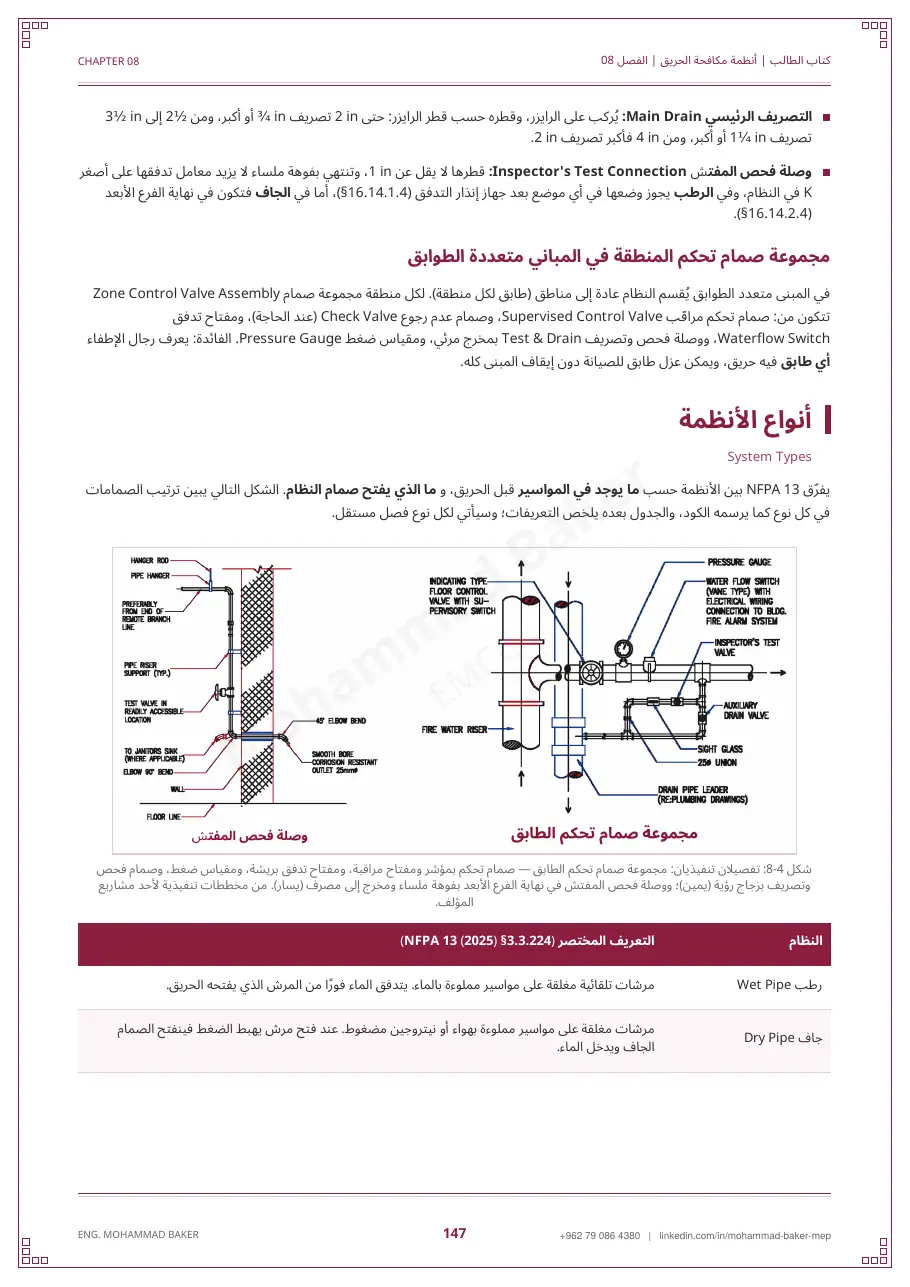 CHAPTER 08
كتاب الطالب | أنظمة مكافحة الحريق | الفصل 08
التصريف الرئيسي Main Drain: يُركب على الرايزر، وقطره حسب قطر الرايزر: حتى 2 in تصريف ¾ in أو أكبر، ومن 2½ إلى 3½ in
تصريف 1¼ in أو أكبر، ومن 4 in فأكبر تصريف 2 in.
وصلة فحص المفتش Inspector's Test Connection: قطرها لا يقل عن 1 in، وتنتهي بفوهة ملساء لا يزيد معامل تدفقها على أصغر
K في النظام، وفي الرطب يجوز وضعها في أي موضع بعد جهاز إنذار التدفق (§16.14.1.4)، أما في الجاف فتكون في نهاية الفرع الأبعد
(§16.14.2.4).
مجموعة صمام تحكم المنطقة في المباني متعددة الطوابق
في المبنى متعدد الطوابق يُقسم النظام عادة إلى مناطق (طابق لكل منطقة). لكل منطقة مجموعة صمام Zone Control Valve Assembly
تتكون من: صمام تحكم مراقَب Supervised Control Valve، وصمام عدم رجوع Check Valve (عند الحاجة)، ومفتاح تدفق
Waterflow Switch، ووصلة فحص وتصريف Test & Drain بمخرج مرئي، ومقياس ضغط Pressure Gauge. الفائدة: يعرف رجال الإطفاء
أي طابق فيه حريق، ويمكن عزل طابق للصيانة دون إيقاف المبنى كله.
أنواع الأنظمة
System Types
يفرّق NFPA 13 بين الأنظمة حسب ما يوجد في المواسير قبل الحريق، و ما الذي يفتح صمام النظام. الشكل التالي يبين ترتيب الصمامات
في كل نوع كما يرسمه الكود، والجدول بعده يلخص التعريفات؛ وسيأتي لكل نوع فصل مستقل.
Mohammad Baker
HANGER ROD
PIPE HANGER
PREFERABLY
FROM END OF
REMOTE BRANCH
LINE
PIPE RISER
SUPPORT (TYP.)
TEST VALVE IN
READILY ACCESSIBLE
LOCATION
TO JANITORS SINK
(WHERE APPLICABLE)
ELBOW 90° BEND
WALL
FLOOR LINE
45° ELBOW BEND
SMOOTH BORE
CORROSION RESISTANT
OUTLET 25mmø
وصلة فحص المفتش
INDICATING TYPE
FLOOR CONTROL
VALVE WITH SU-
PERVISORY SWITCH
FIRE WATER RISER
PRESSURE GAUGE
WATER FLOW SWITCH
(VANE TYPE) WITH
ELECTRICAL WIRING
CONNECTION TO BLDG.
FIRE ALARM SYSTEM
INSPECTOR'S TEST
VALVE
AUXILIARY
DRAIN VALVE
SIGHT GLASS
25ø UNION
DRAIN PIPE LEADER
(RE:PLUMBING DRAWINGS)
مجموعة صمام تحكم الطابق
شكل 4-8: تفصيلان تنفيذيان: مجموعة صمام تحكم الطابق — صمام تحكم بمؤشر ومفتاح مراقبة، ومفتاح تدفق بريشة، ومقياس ضغط، وصمام فحص
وتصريف بزجاج رؤية (يمين)؛ ووصلة فحص المفتش في نهاية الفرع الأبعد بفوهة ملساء ومخرج إلى مصرف (يسار). من مخططات تنفيذية لأحد مشاريع
المؤلف.
النظام
التعريف المختصر (NFPA 13 (2025) §3.3.224)
رطب Wet Pipe
مرشات تلقائية مغلقة على مواسير مملوءة بالماء. يتدفق الماء فورًا من المرش الذي يفتحه الحريق.
جاف Dry Pipe
مرشات مغلقة على مواسير مملوءة بهواء أو نيتروجين مضغوط. عند فتح مرش يهبط الضغط فينفتح الصمام
الجاف ويدخل الماء.
ENG. MOHAMMAD BAKER
147
+962 79 086 4380 | linkedin.com/in/mohammad-baker-mep